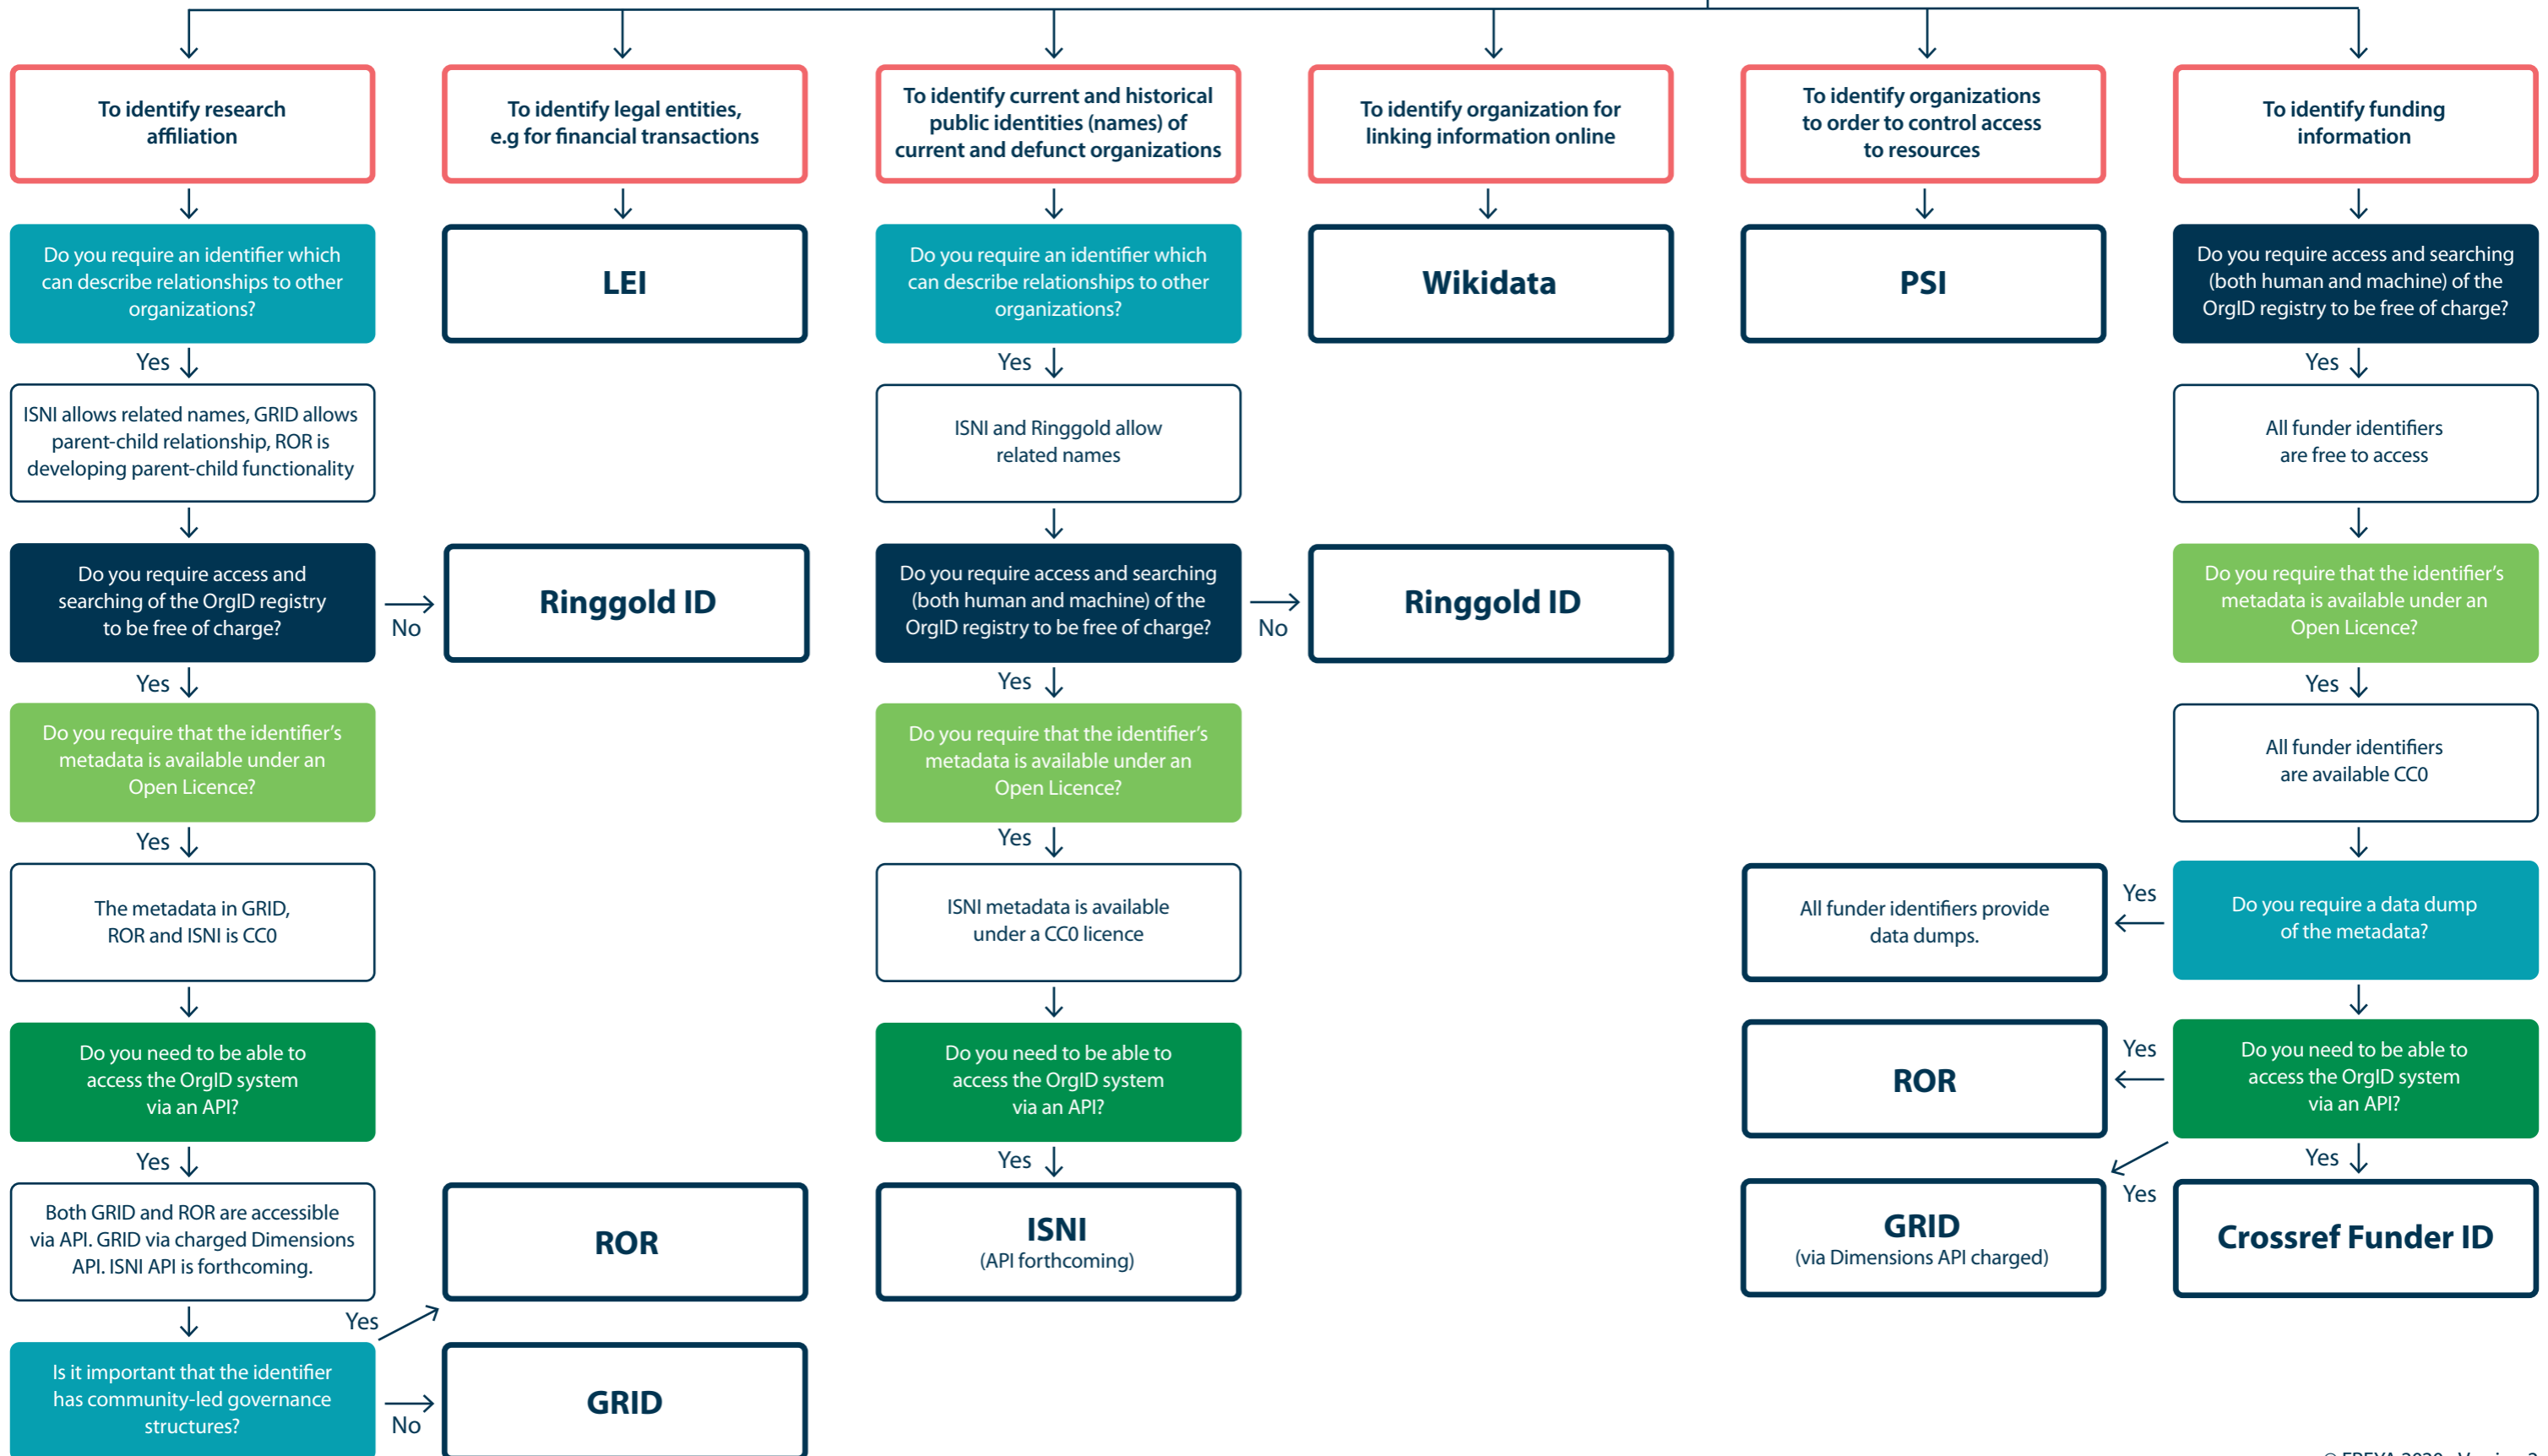 To identify research
affiliation
To identify legal entities,
e.g for financial transactions
To identify current and historical
public identities (names) of
current and defunct organizations
To identify organization for
linking information online
To identify organizations
to order to control access
to resources
To identify funding
information
Do you require an identifier which
can describe relationships to other
organizations?
LEI
Do you require an identifier which
can describe relationships to other
organizations?
Wikidata
PSI
Do you require access and searching
(both human and machine) of the
OrgID registry to be free of charge?
Yes
Yes
Yes
ISNI allows related names, GRID allows
parent-child relationship, ROR is
developing parent-child functionality
ISNI and Ringgold allow
related names
All funder identifiers
are free to access
Do you require access and
searching of the OrgID registry
to be free of charge?
No
Ringgold ID
Do you require access and searching
(both human and machine) of the
OrgID registry to be free of charge?
No
Ringgold ID
Do you require that the identifier's
metadata is available under an
Open Licence?
Yes
Yes
Yes
Do you require that the identifier's
metadata is available under an
Open Licence?
Do you require that the identifier's
metadata is available under an
Open Licence?
All funder identifiers
are available CC0
Yes
Yes
The metadata in GRID,
ROR and ISNI is CC0
ISNI metadata is available
under a CC0 licence
All funder identifiers provide
data dumps.
Yes
Do you require a data dump
of the metadata?
Do you need to be able to
access the OrgID system
via an API?
Do you need to be able to
access the OrgID system
via an API?
ROR
Yes
Do you need to be able to
access the OrgID system
via an API?
Yes
Yes
Yes
Yes
Both GRID and ROR are accessible
via API. GRID via charged Dimensions
API. ISNI API is forthcoming.
ROR
ISNI
(API forthcoming)
GRID
(via Dimensions API charged)
Crossref Funder ID
Yes
Is it important that the identifier
has community-led governance
structures?
No
GRID